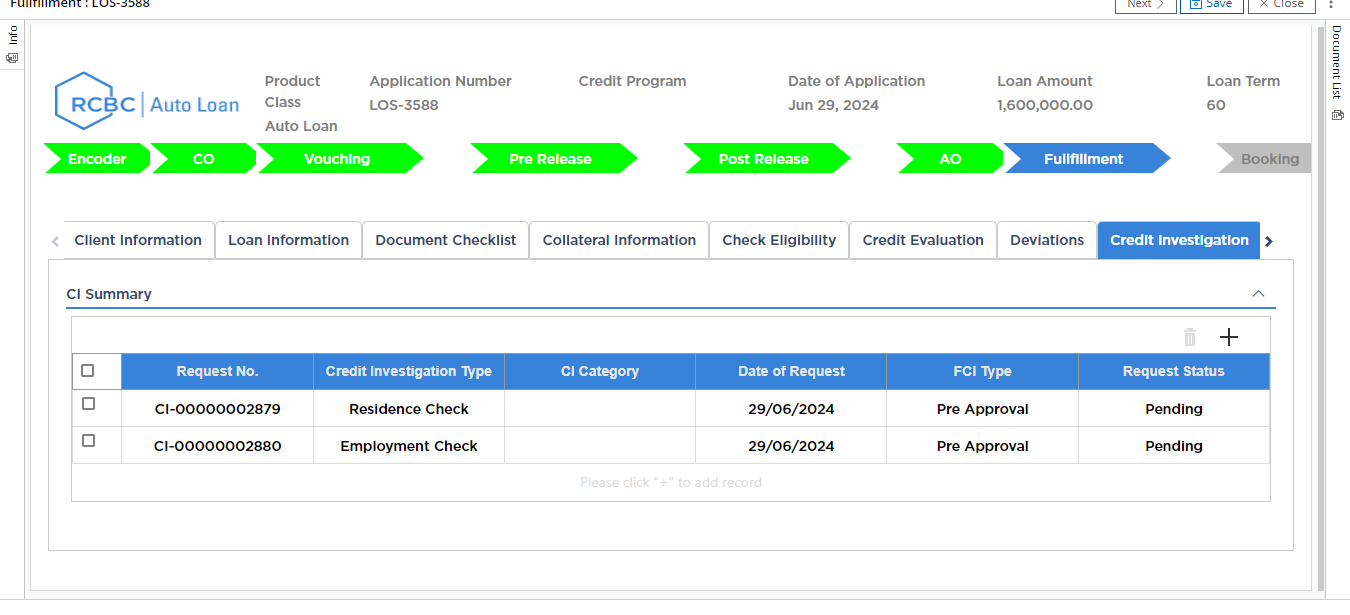 Fullfillment : LOS-3588
Next
Save
Close
Info
Document List
RCBC Auto Loan
Product Class
Auto Loan
Application Number
LOS-3588
Credit Program
Date of Application
Jun 29, 2024
Loan Amount
1,600,000.00
Loan Term
60
Encoder
CO
Vouching
Pre Release
Post Release
AO
Fullfillment
Booking
Client Information
Loan Information
Document Checklist
Collateral Information
Check Eligibility
Credit Evaluation
Deviations
Credit Investigation
CI Summary
+
Request No. Credit Investigation Type CI Category Date of Request FCI Type Request Status
CI-00000002879 Residence Check 29/06/2024 Pre Approval Pending
CI-00000002880 Employment Check 29/06/2024 Pre Approval Pending
Please click "+" to add record